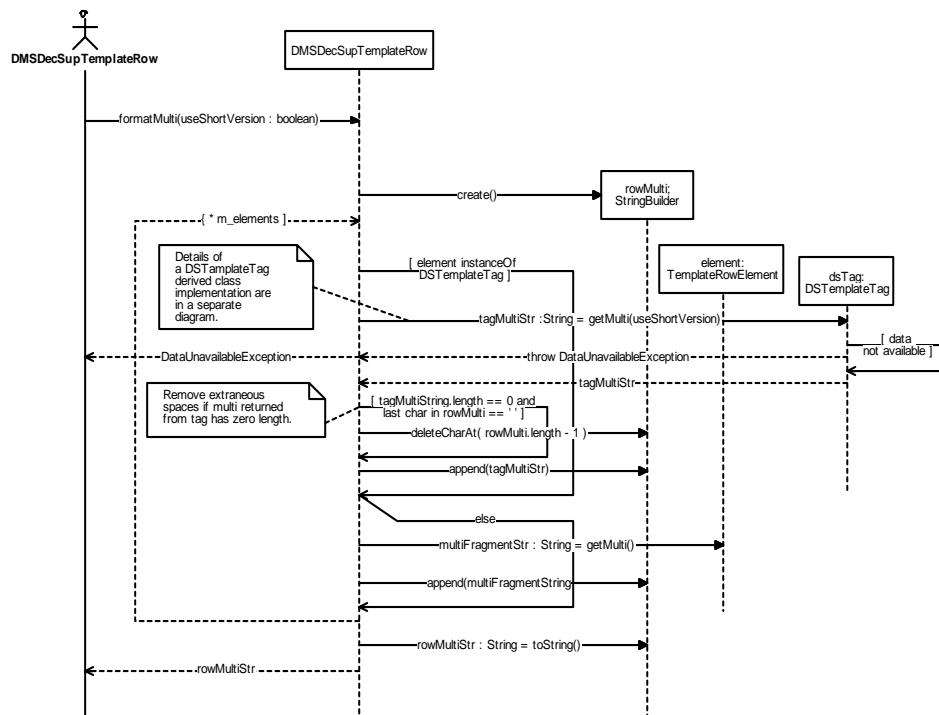 DMSDecSupTemplateRow
DMSDecSupTemplateRow
formatMulti(useShortVersion : boolean)
create()
rowMulti;
StringBuilder
{ * m_elements ]
Details of
a DSTamplateTag
derived class
implementation are
in a separate
diagram.
[ element instanceOf
DSTemplateTag ]
element:
TemplateRowElement
dsTag:
DSTemplateTag
tagMultiStr :String = getMulti(useShortVersion)
[ data
not available ]
DataUnavailableException
throw DataUnavailableException
tagMultiStr
Remove extraneous
spaces if multi returned
from tag has zero length.
[ tagMultiString.length == 0 and
last char in rowMulti == ' ' ]
deleteCharAt( rowMulti.length - 1 )
append(tagMultiStr)
else
multiFragmentStr : String = getMulti()
append(multiFragmentString
rowMultiStr : String = toString()
rowMultiStr